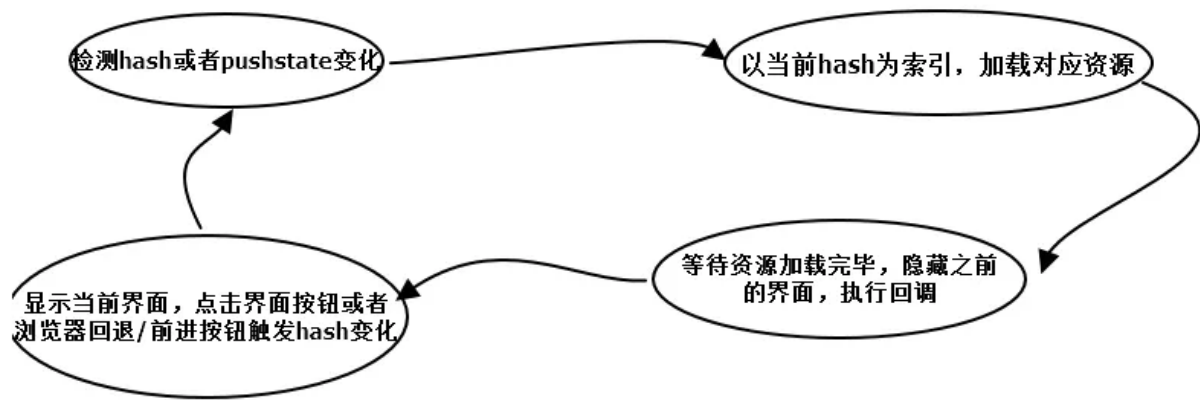 检测hash或者pushstate变化
以当前hash为索引，加载对应资源
等待资源加载完毕，隐藏之前
的界面，执行回调
显示当前界面，点击界面按钮或者
浏览器回退/前进按钮触发hash变化